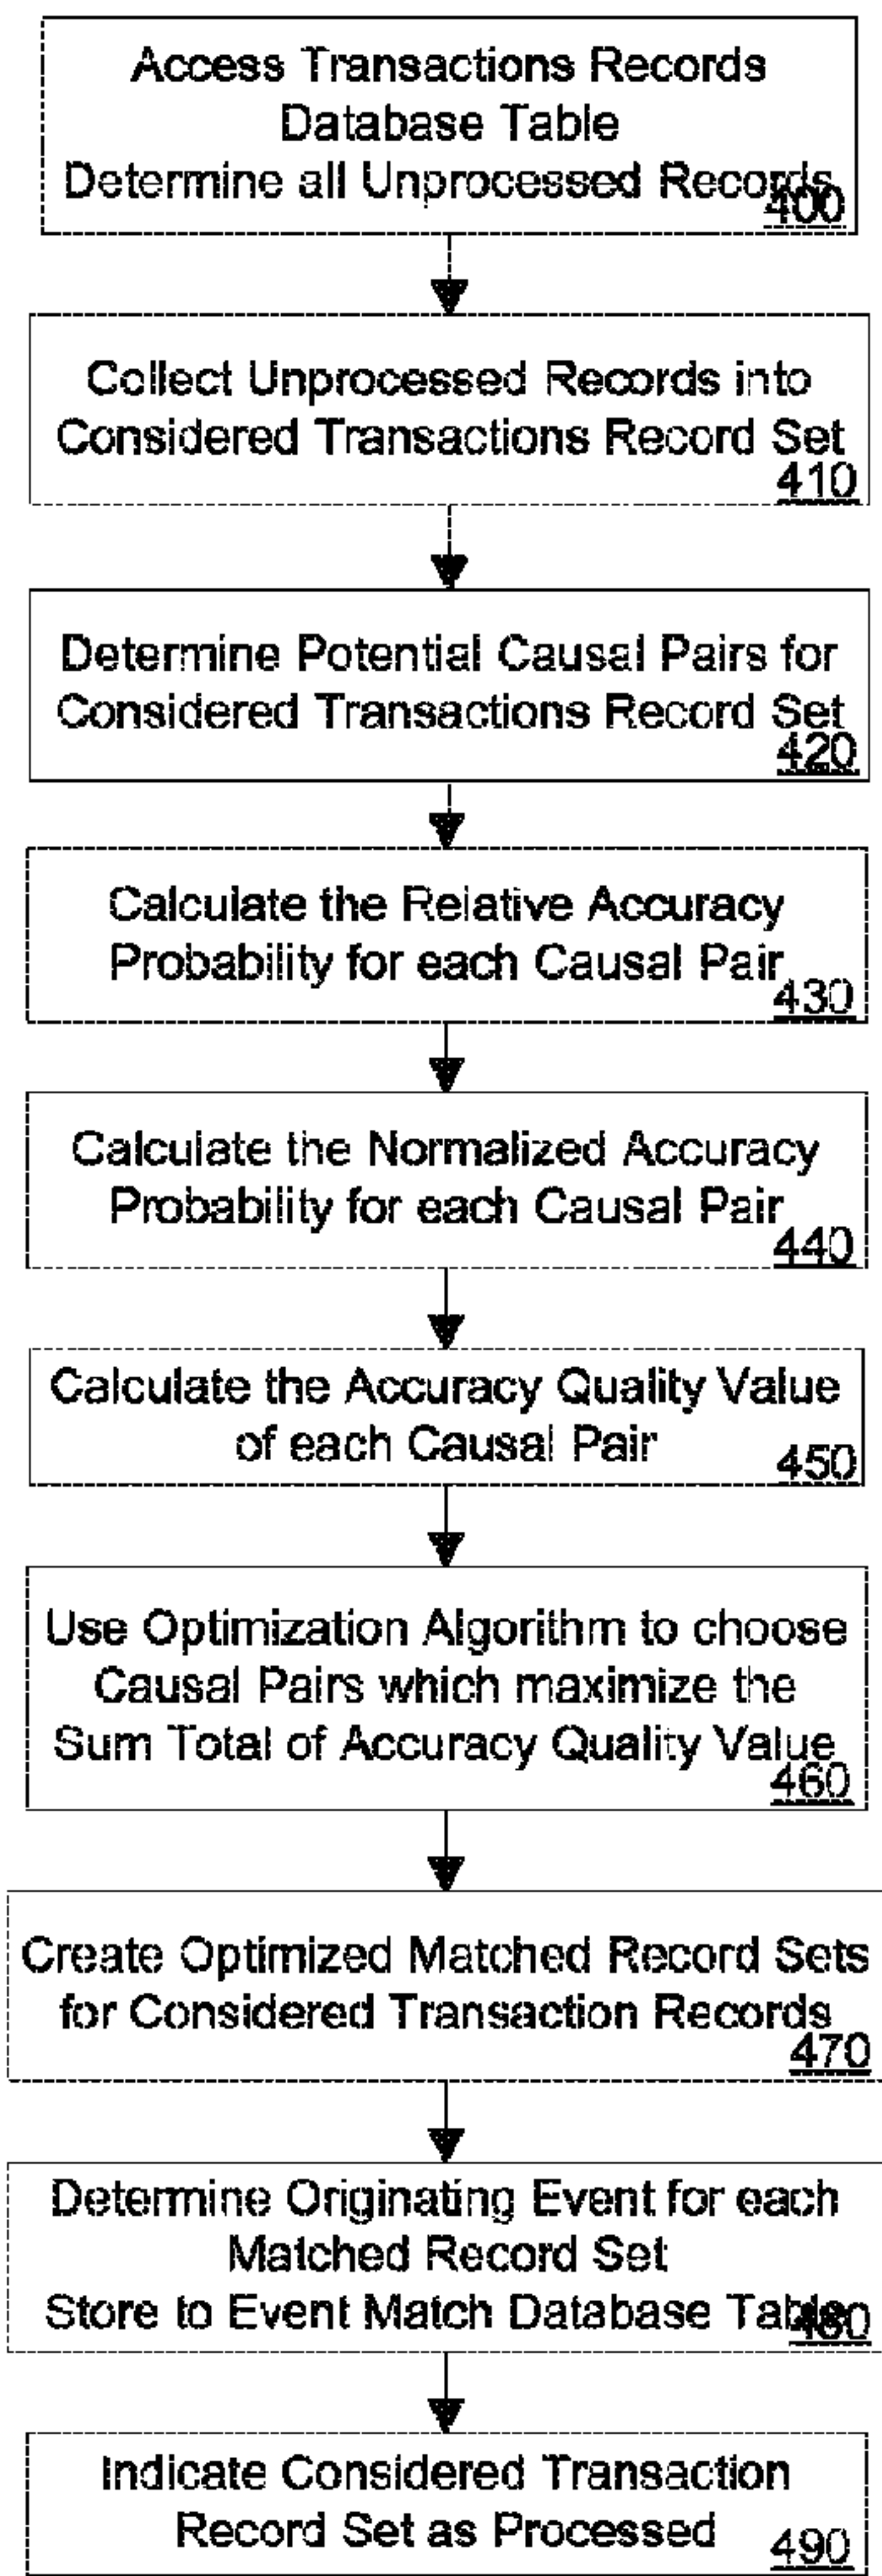 Access Transactions Records
Database Table
Determine all Unprocessed Records
400
Collect Unprocessed Records into
Considered Transactions Record Set
410
Determine Potential Causal Pairs for
Considered Transactions Record Set
420
Calculate the Relative Accuracy
Probability for each Causal Pair
430
Calculate the Normalized Accuracy
Probability for each Causal Pair
440
Calculate the Accuracy Quality Value
of each Causal Pair
450
Use Optimization Algorithm to choose
Causal Pairs which maximize the
Sum Total of Accuracy Quality Value
460
Create Optimized Matched Record Sets
for Considered Transaction Records
470
Determine Originating Event for each
Matched Record Set
Store to Event Match Database Table
480
Indicate Considered Transaction
Record Set as Processed
490